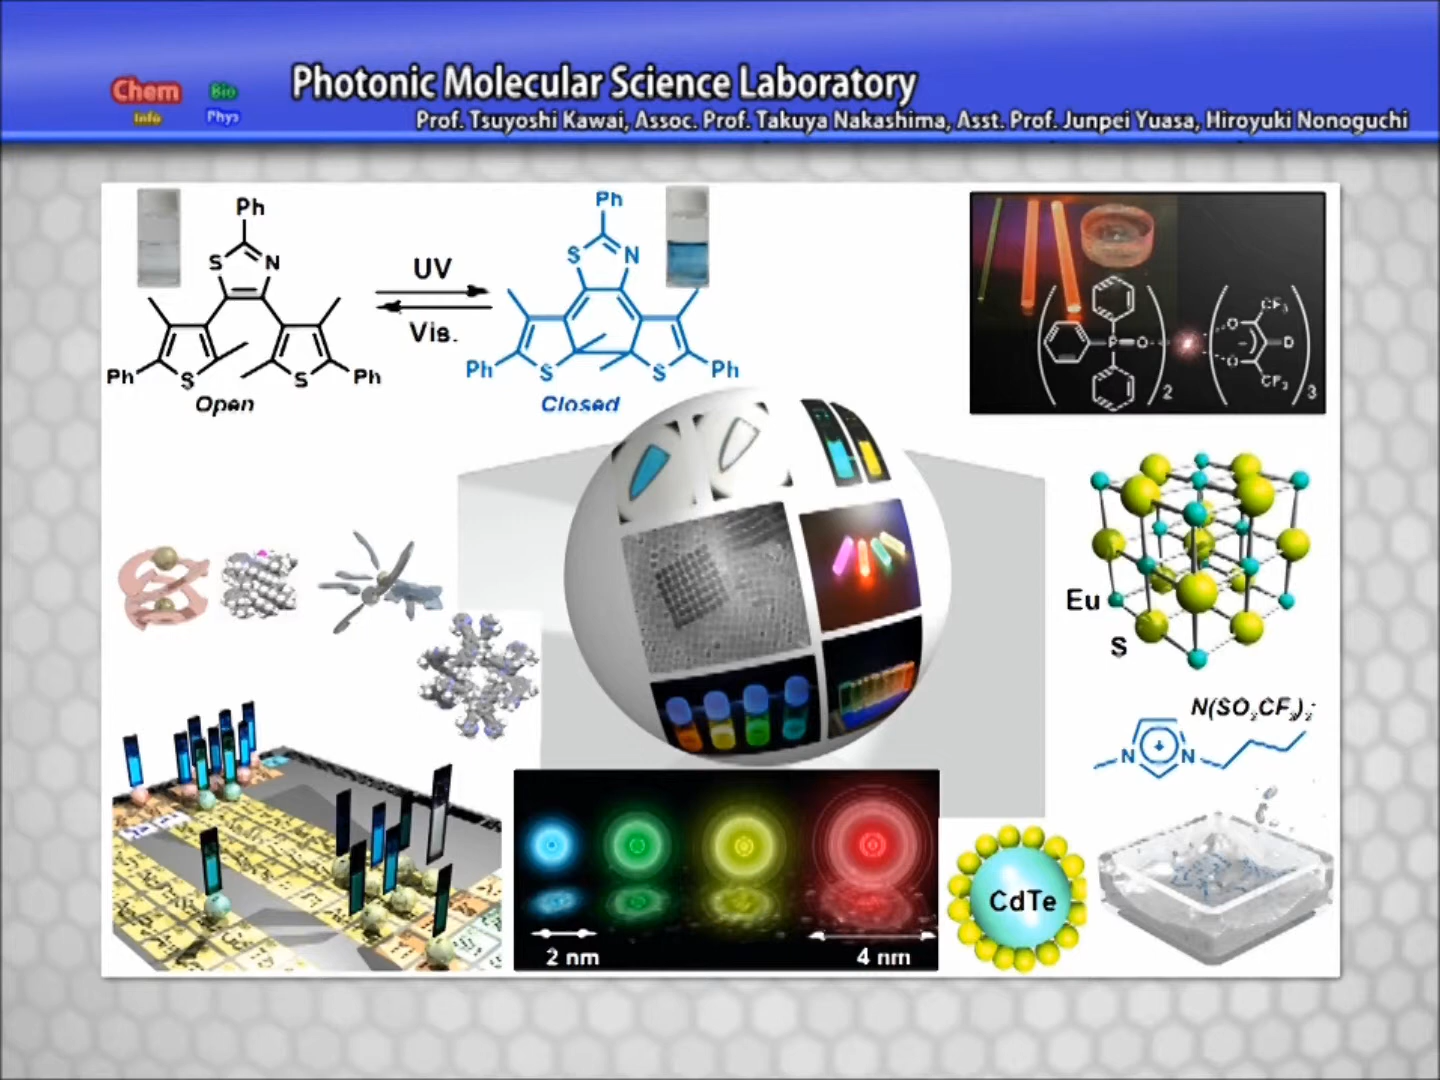 Chem
Bio
Info
Phys
Photonic Molecular Science Laboratory
Prof. Tsuyoshi Kawai, Assoc. Prof. Takuya Nakashima, Asst. Prof. Junpei Yuasa, Hiroyuki Nonoguchi
Ph
S
N
Ph
S
S
Ph
Open
UV
Vis.
Ph
S
N
Ph
S
S
Ph
Closed
P
O
2
O
O
CF3
D
CF3
3
Eu
S
N(SO2CF3)2-
N
+
N
CdTe
2 nm
4 nm